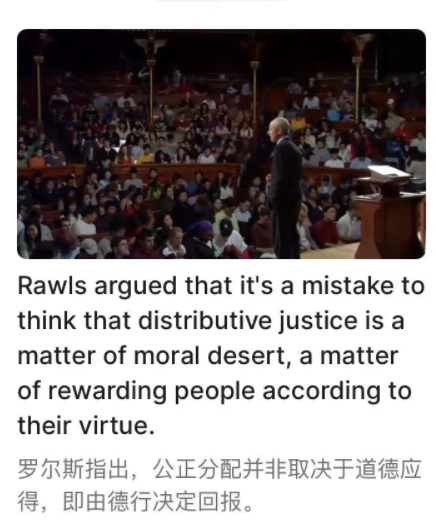 Rawls argued that it's a mistake to
think that distributive justice is a
matter of moral desert, a matter
of rewarding people according to
their virtue.
罗尔斯指出，公正分配并非取决于道德应
得，即由德行决定回报。